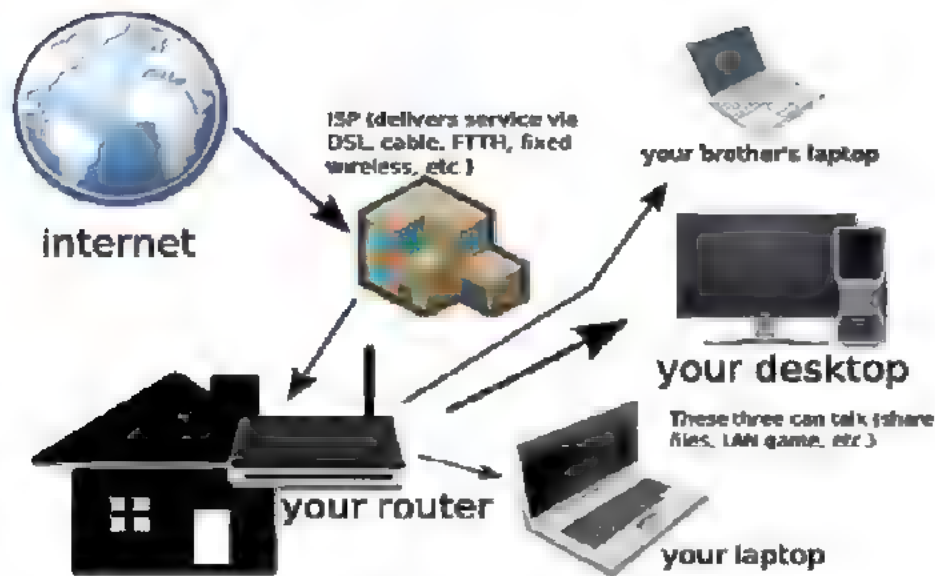 ISP (delivers service via
DSL, cable, FTTH, fixed
wireless, etc.)
internet
your brother's laptop
your desktop
These three can talk (share
files, LAN game, etc.)
your router
your laptop